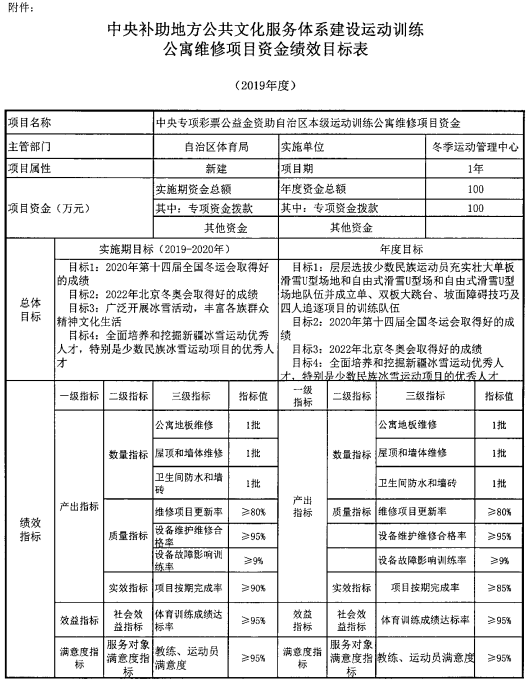 附件：
中央补助地方公共文化服务体系建设运动训练
公寓维修项目资金绩效目标表
（2019年度）
项目名称 中央专项彩票公益金资助自治区本级运动训练公寓维修项目资金
主管部门 自治区体育局 实施单位 冬季运动管理中心
项目属性 新建 项目期 1年
项目资金（万元） 实施期资金总额 年度资金总额 100
其中：专项资金拨款 其中：专项资金拨款 100
其他资金 其他资金
总体目标
实施期目标（2019-2020年） 年度目标
目标1：2020年第十四届全国冬运会取得好
的成绩
目标2：2022年北京冬奥会取得好的成绩
目标3：广泛开展冰雪活动，丰富各族群众
精神文化生活
目标4：全面培养和挖掘新疆冰雪运动优秀
人才，特别是少数民族冰雪运动项目的优秀人
才
目标1：层层选拔少数民族运动员充实壮大单板
滑雪U型场地和自由式滑雪U型场和自由式滑雪U型
场地队伍并成立单、双板大跳台、坡面障碍技巧及
四人追逐项目的训练队伍
目标2：2020年第十四届全国冬运会取得好的成
绩
目标3：2022年北京冬奥会取得好的成绩
目标4：全面培养和挖掘新疆冰雪运动优秀人
才，特别是少数民族冰雪运动项目的优秀人才
绩效
指标
一级指标 二级指标 三级指标 指标值 一级
指标 二级指标 三级指标 指标值
产出指标 数量指标 公寓地板维修 1批 产出
指标 数量指标 公寓地板维修 1批
屋顶和墙体维修 1批 屋顶和墙体维修 1批
卫生间防水和墙
砖 1批 卫生间防水和墙砖 1批
质量指标 维修项目更新率 ≥80% 质量指标 维修项目更新率 ≥80%
设备维护维修合格
率 ≥95% 设备维护维修合格率 ≥95%
设备故障影响训
练率 ≥9% 设备故障影响训练率 ≥9%
实效指标 项目按期完成率 ≥90% 实效指标 项目按期完成率 ≥85%
效益指标 社会效
益指标 体育训练成绩达
标率 ≥95% 效益
指标 社会效
益指标 体育训练成绩达标率 ≥95%
满意度指
标 服务对象
满意度指
标 教练、运动员
满意度 ≥95% 满意度指
标 服务对象
满意度指
标 教练、运动员满意度 ≥95%